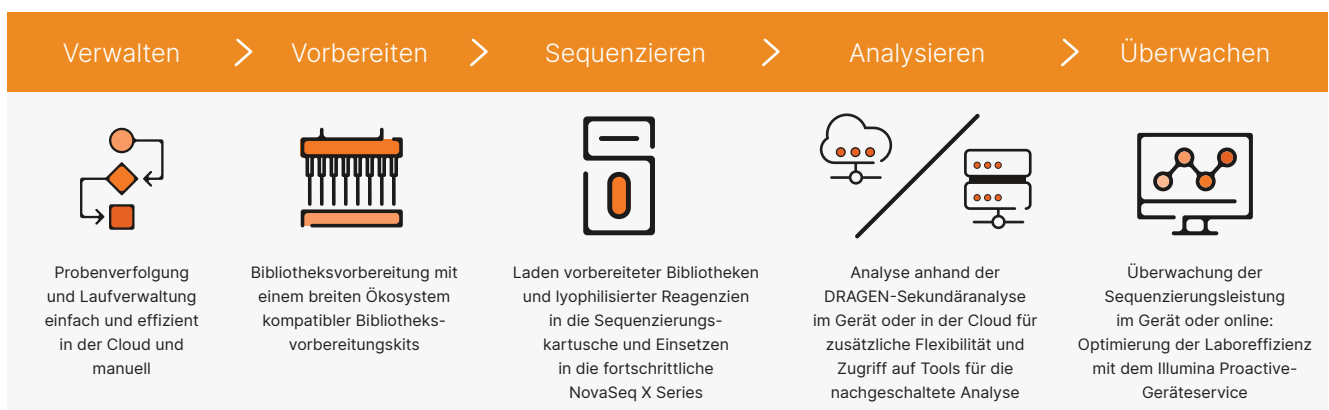 Verwalten
Vorbereiten
Sequenzieren
Analysieren
Überwachen
Probenverfolgung
und Laufverwaltung
einfach und effizient
in der Cloud und
manuell
Bibliotheksvorbereitung mit
einem breiten Ökosystem
kompatibler Bibliotheks-
vorbereitungskits
Laden vorbereiteter Bibliotheken
und lyophilisierter Reagenzien
in die Sequenzierungs-
kartusche und Einsetzen
in die fortschrittliche
NovaSeq X Series
Analyse anhand der
DRAGEN-Sekundäranalyse
im Gerät oder in der Cloud für
zusätzliche Flexibilität und
Zugriff auf Tools für die
nachgeschaltete Analyse
Überwachung der
Sequenzierungsleistung
im Gerät oder online:
Optimierung der Laboreffizienz
mit dem Illumina Proactive-
Geräteservice